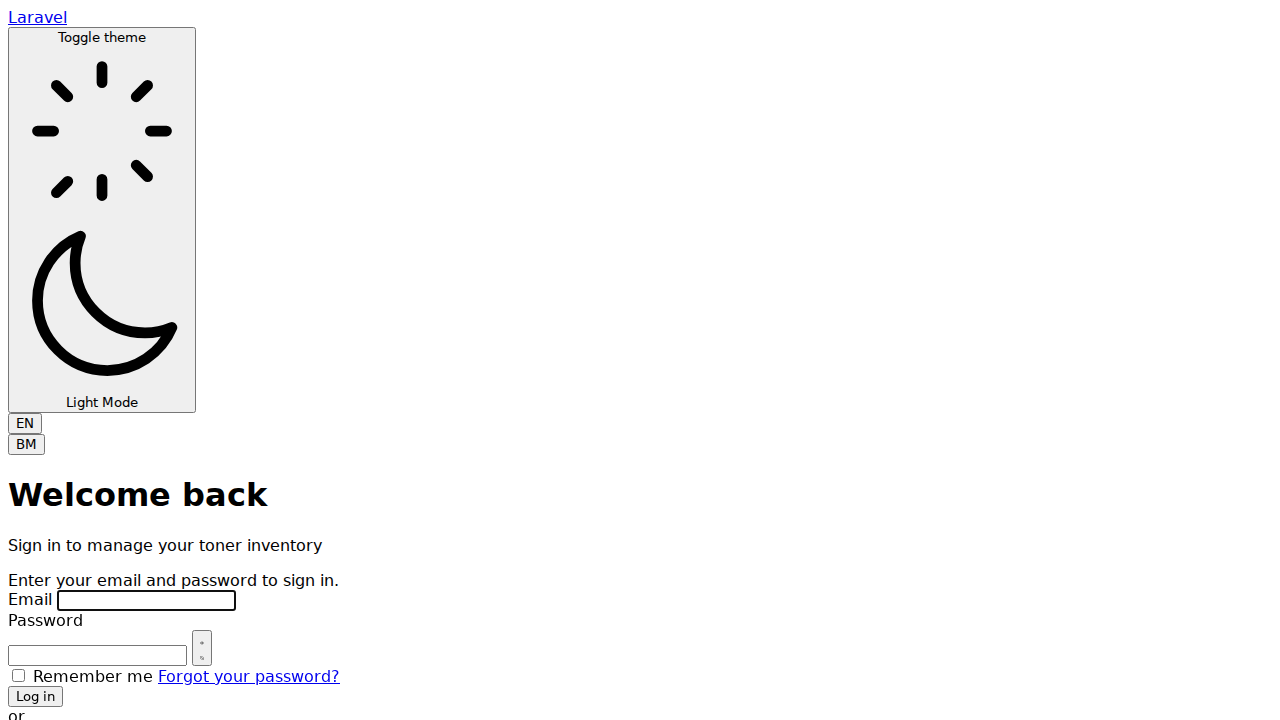 Laravel
Toggle theme
Light Mode
EN
BM
Welcome back
Sign in to manage your toner inventory
Enter your email and password to sign in.
Email
Password
Remember me Forgot your password?
Log in
or